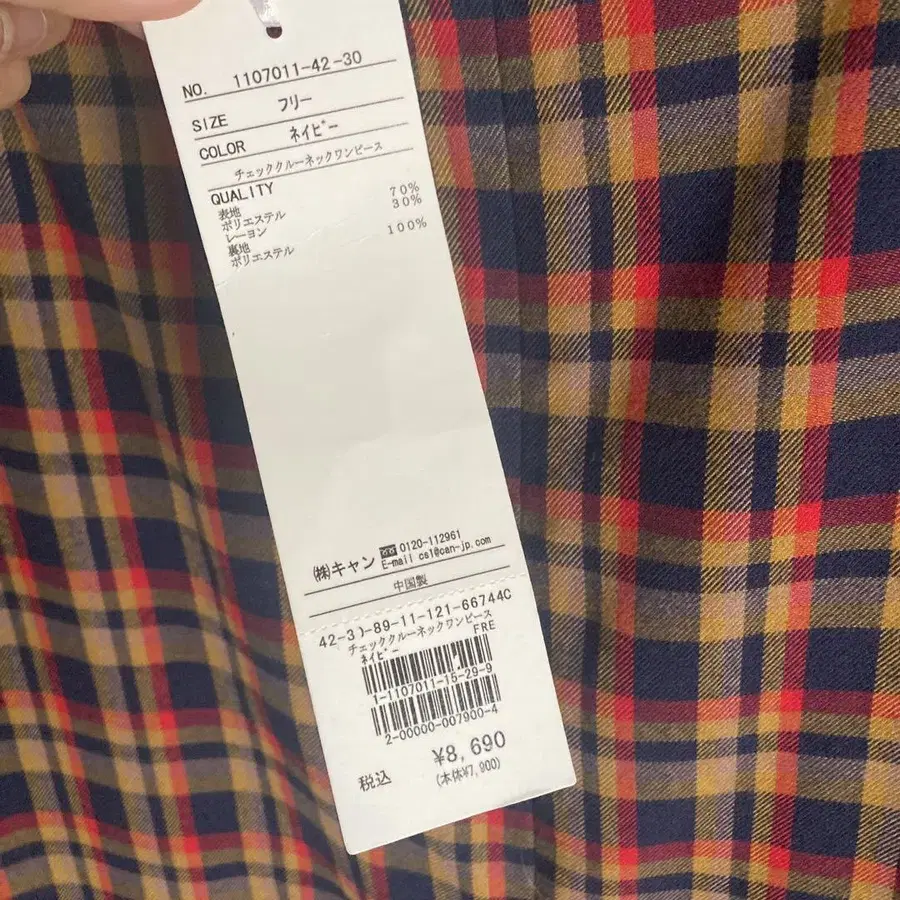 NO. 1107011-42-30
SIZE フリー
COLOR ネイビー
チェッククルーネックワンピース
QUALITY
表地
ポリエステル 70%
レーヨン 30%
裏地
ポリエステル 100%
㈱キャン 0120-112961
E-mail cs1@can-jp.com
中国製
42-3)-89-11-121-66744C
チェッククルーネックワンピース
ネイビー FRE
1-1107011-15-29-9
2-00000-007900-4
税込 ¥8,690
(本体¥7,900)